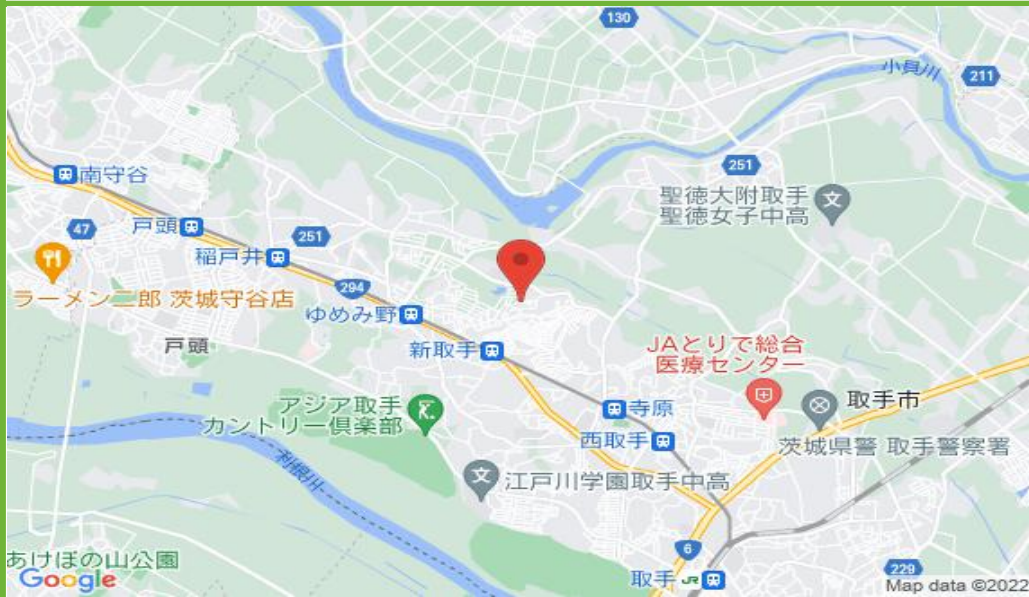 130
小貝川
211
251
南守谷
聖徳大附取手
聖徳女子中高
戸頭
47
251
稲戸井
ラーメン二郎 茨城守谷店
294
ゆめみ野
戸頭
新取手
JAとりで総合
医療センター
アジア取手
カントリー倶楽部
寺原
取手市
西取手
茨城県警 取手警察署
利根川
江戸川学園取手中高
6
あけぼの山公園
229
取手 JR
Google
Map data ©2022